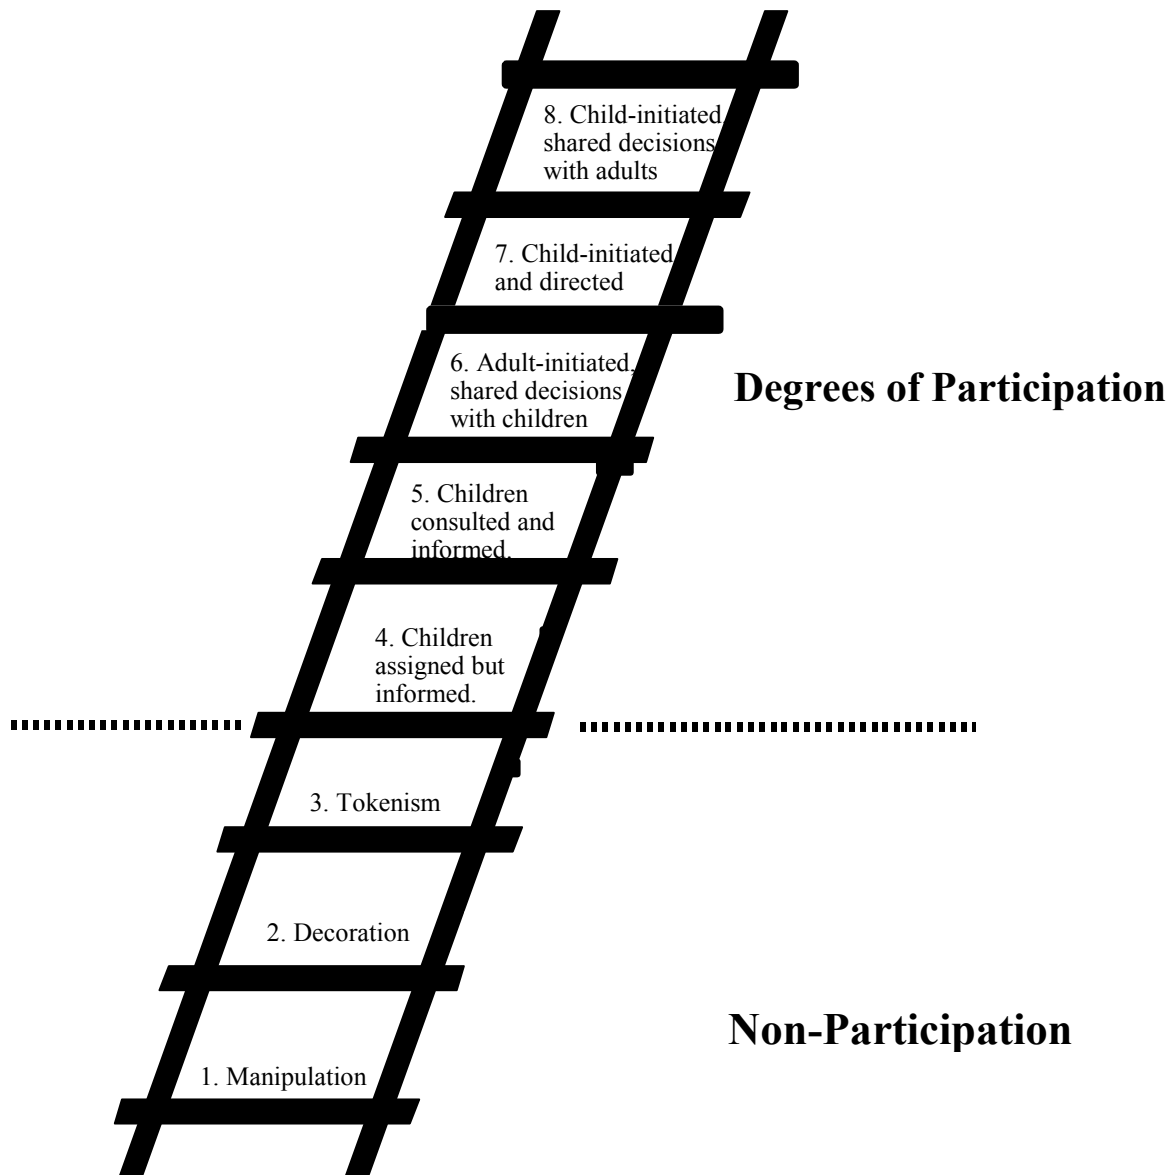 8. Child-initiated,
shared decisions
with adults
7. Child-initiated
and directed
6. Adult-initiated,
shared decisions
with children
Degrees of Participation
5. Children
consulted and
informed.
4. Children
assigned but
informed.
3. Tokenism
2. Decoration
Non-Participation
1. Manipulation